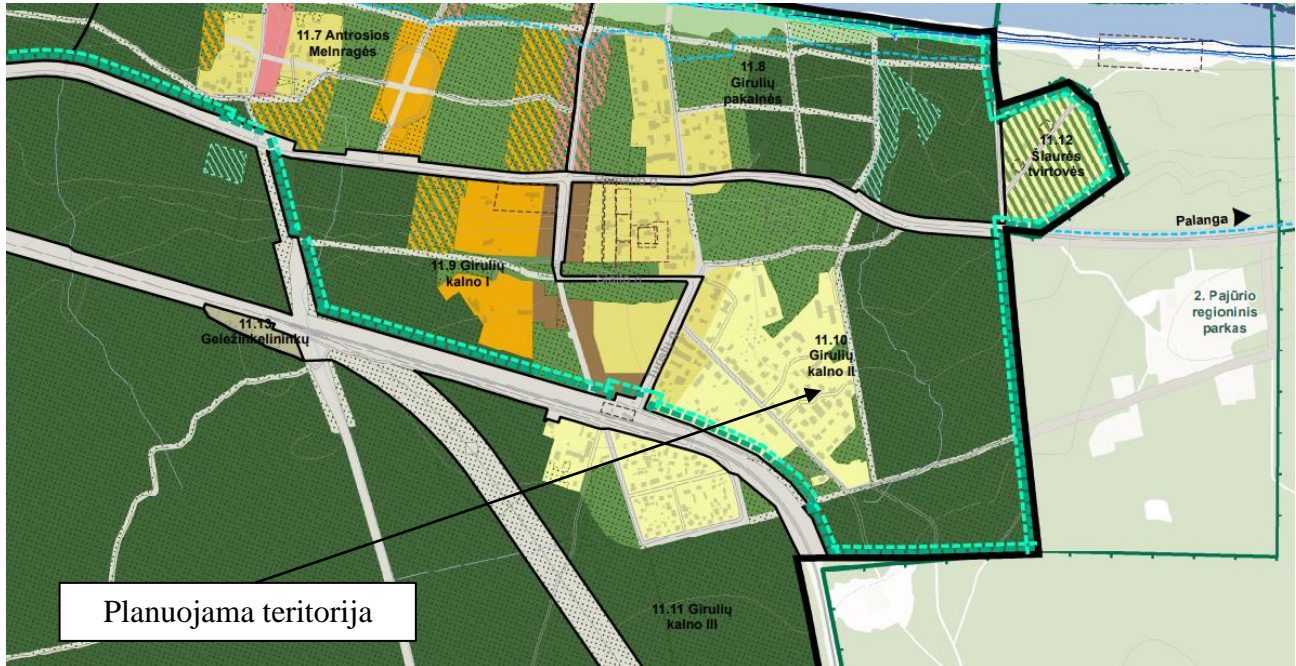 11.7 Antrosios
Melnragės
11.8
Girulių
pakalnės
11.12
Šiaurės
tvirtovės
Palanga
11.9 Girulių
kalno I
2. Pajūrio
regioninis
parkas
11.13
Geležinkelininkų
11.10
Girulių
kalno II
Planuojama teritorija
11.11 Girulių
kalno III